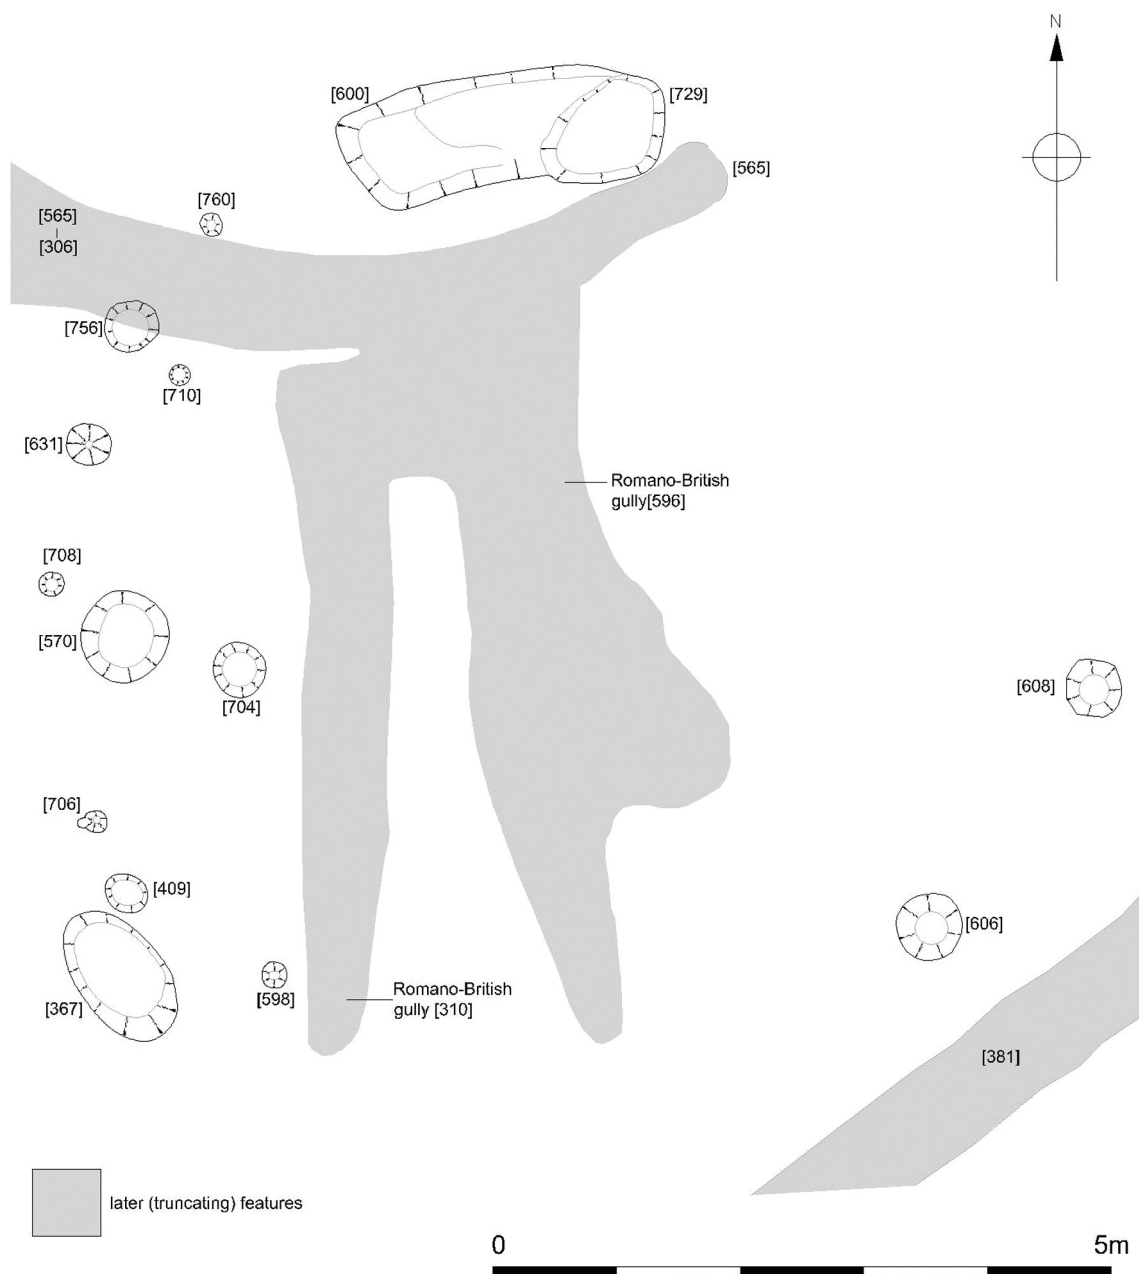 N
[600]
[729]
[565]
[760]
[565]
[306]
[756]
[710]
[631]
Romano-British
gully[596]
[708]
[570]
[704]
[608]
[706]
[409]
[606]
[367]
[598]
Romano-British
gully [310]
[381]
later (truncating) features
0
5m